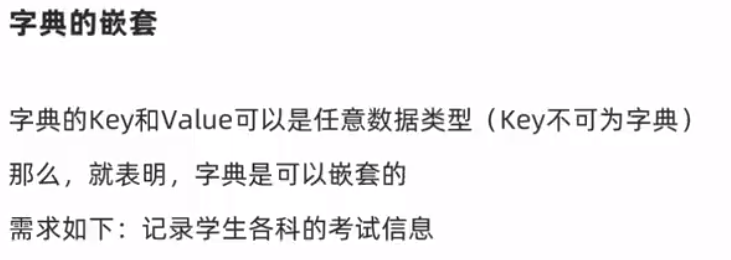 字典的嵌套
字典的Key和Value可以是任意数据类型（Key不可为字典）
那么，就表明，字典是可以嵌套的
需求如下：记录学生各科的考试信息